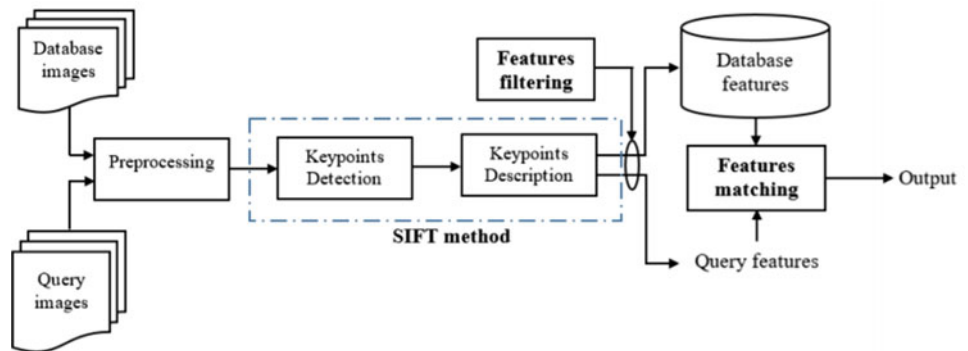 Database
images
Features
filtering
Database
features
Preprocessing
Keypoints
Detection
Keypoints
Description
Features
matching
Output
SIFT method
Query
images
Query features